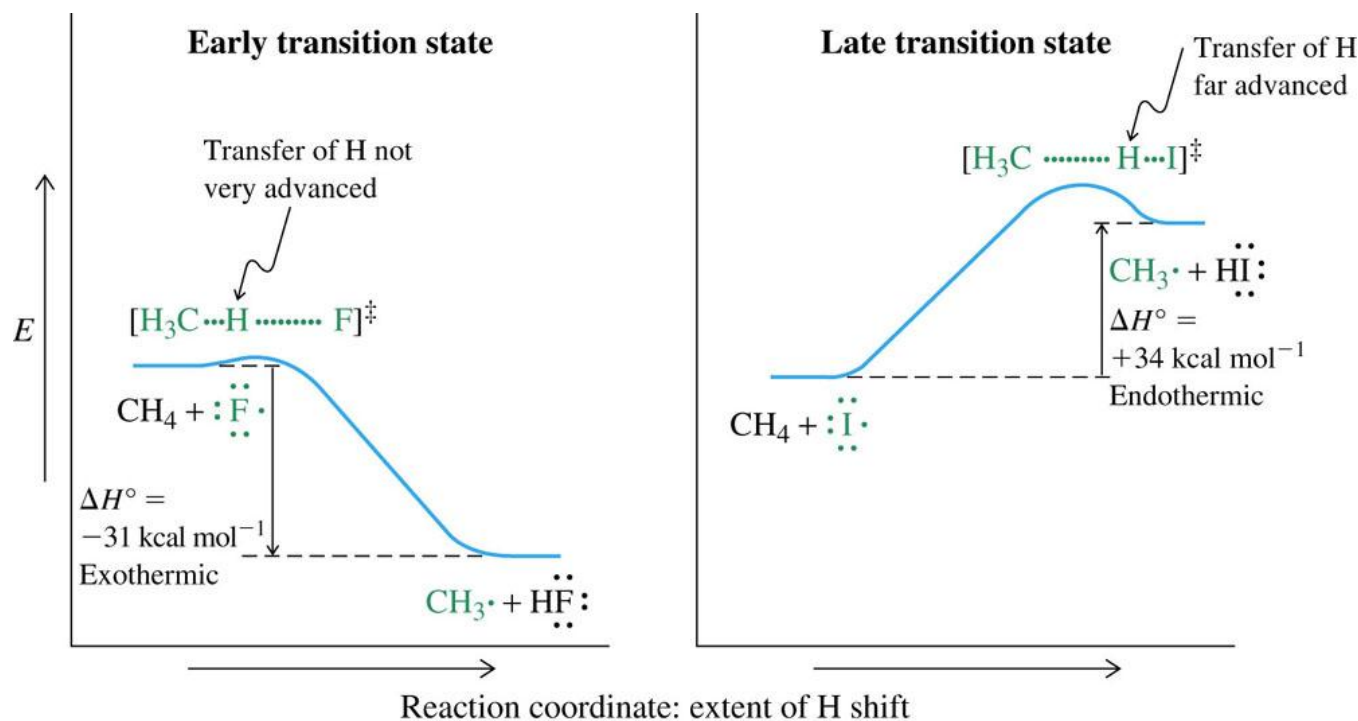 Early transition state
Transfer of H not
very advanced
[H₃C ··· H ········· F]‡
E
CH₄ + :F̤̈·
ΔH° =
−31 kcal mol⁻¹
Exothermic
CH₃· + HF̤̈:
Late transition state
Transfer of H
far advanced
[H₃C ········· H ··· I]‡
CH₃· + HÏ̤:
ΔH° =
+34 kcal mol⁻¹
Endothermic
CH₄ + :Ï̤·
Reaction coordinate: extent of H shift